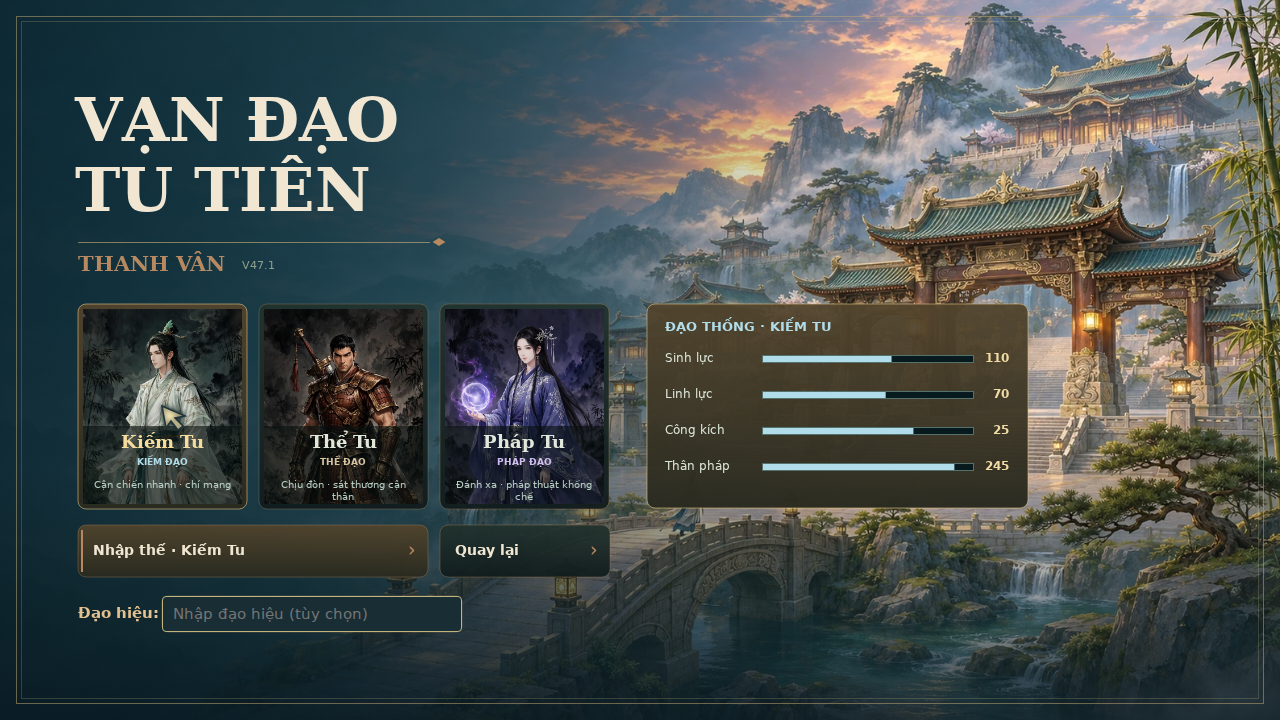 VẠN ĐẠO
TU TIÊN
THANH VÂN V47.1
Kiếm Tu
KIẾM ĐẠO
Cận chiến nhanh · chí mạng
Thể Tu
THỂ ĐẠO
Chịu đòn · sát thương cận
thân
Pháp Tu
PHÁP ĐẠO
Đánh xa · pháp thuật khống
chế
ĐẠO THỐNG · KIẾM TU
Sinh lực 110
Linh lực 70
Công kích 25
Thân pháp 245
Nhập thế · Kiếm Tu ›
Quay lại ›
Đạo hiệu: Nhập đạo hiệu (tùy chọn)